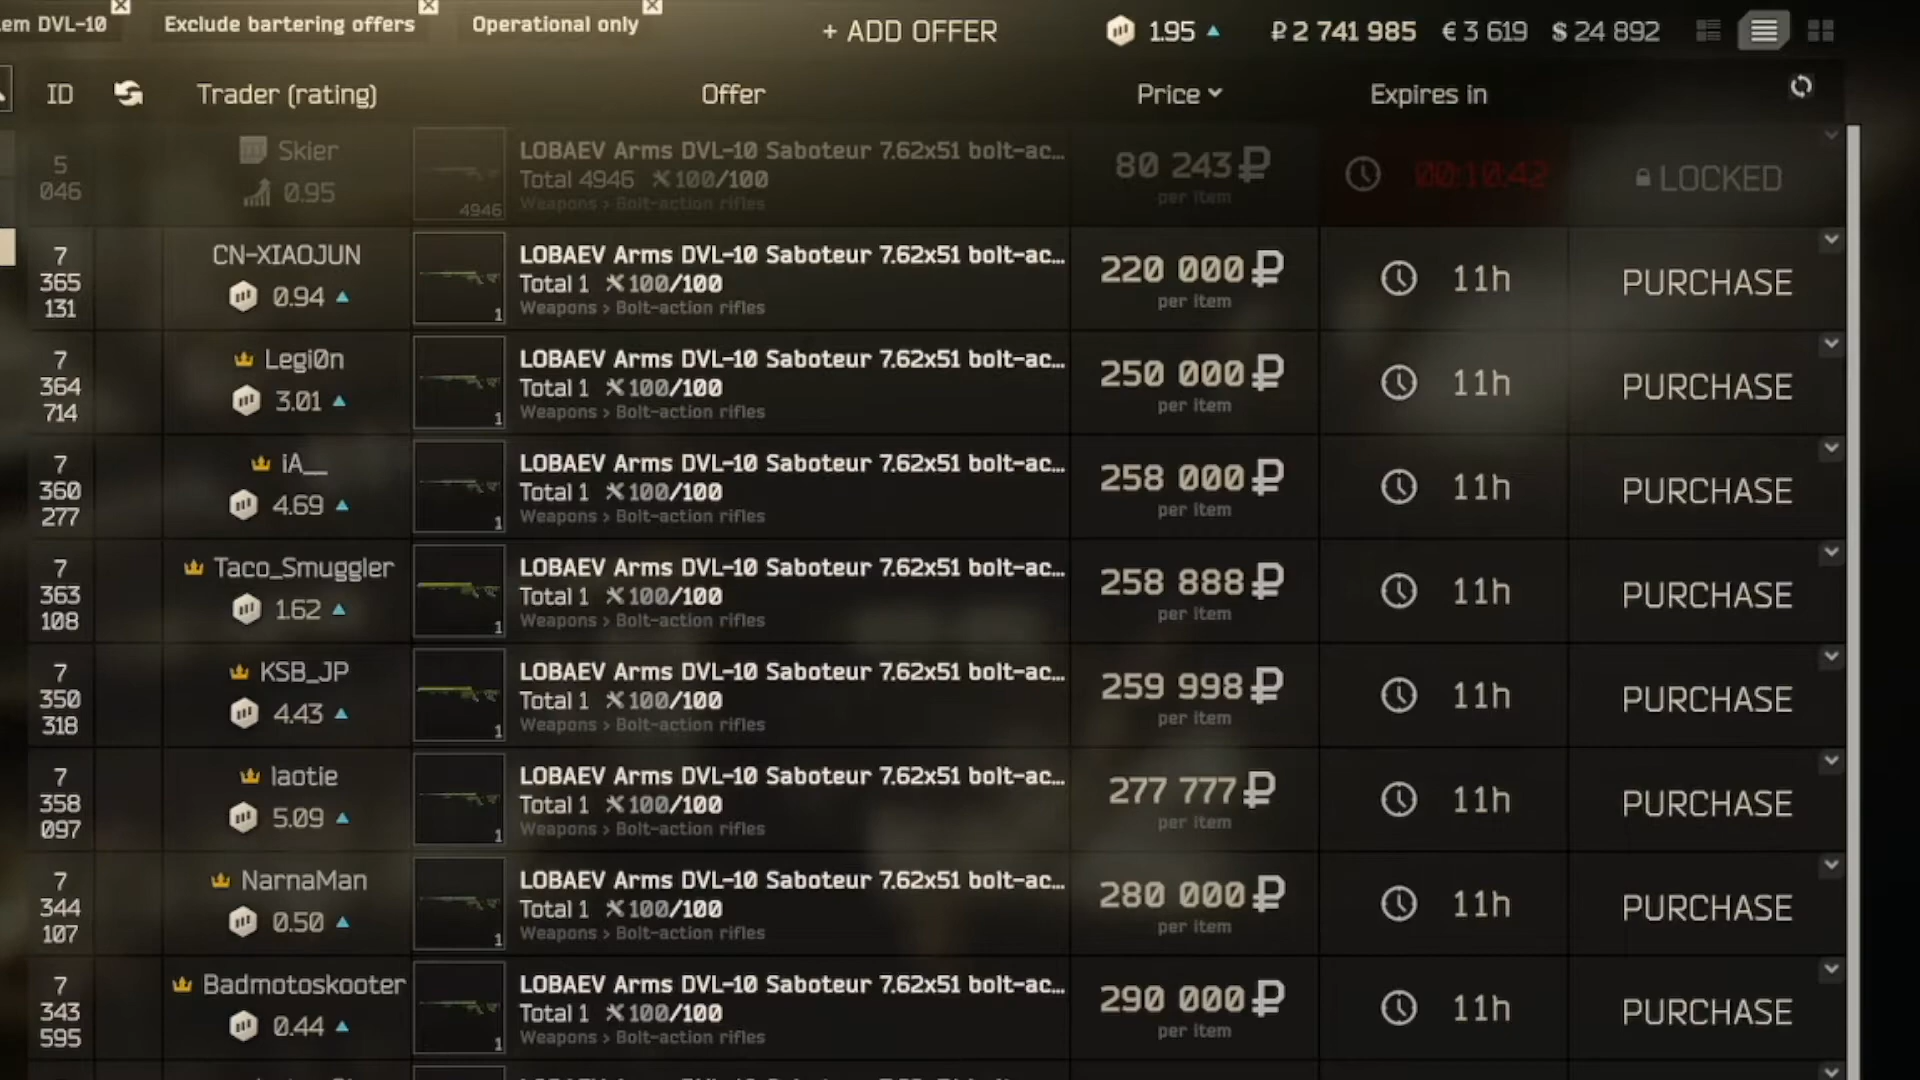 em DVL-10
Exclude bartering offers
Operational only
+ ADD OFFER
1.95
₽ 2 741 985
€ 3 619
$ 24 892
ID
Trader (rating)
Offer
Price
Expires in
5
046
Skier
0.95
4946
LOBAEV Arms DVL-10 Saboteur 7.62x51 bolt-ac...
Total 4946 100/100
Weapons > Bolt-action rifles
80 243 ₽
per item
00:10:42
LOCKED
7
365
131
CN-XIAOJUN
0.94
1
LOBAEV Arms DVL-10 Saboteur 7.62x51 bolt-ac...
Total 1 100/100
Weapons > Bolt-action rifles
220 000 ₽
per item
11h
PURCHASE
7
364
714
Legi0n
3.01
1
LOBAEV Arms DVL-10 Saboteur 7.62x51 bolt-ac...
Total 1 100/100
Weapons > Bolt-action rifles
250 000 ₽
per item
11h
PURCHASE
7
360
277
iA__
4.69
1
LOBAEV Arms DVL-10 Saboteur 7.62x51 bolt-ac...
Total 1 100/100
Weapons > Bolt-action rifles
258 000 ₽
per item
11h
PURCHASE
7
363
108
Taco_Smuggler
1.62
1
LOBAEV Arms DVL-10 Saboteur 7.62x51 bolt-ac...
Total 1 100/100
Weapons > Bolt-action rifles
258 888 ₽
per item
11h
PURCHASE
7
350
318
KSB_JP
4.43
1
LOBAEV Arms DVL-10 Saboteur 7.62x51 bolt-ac...
Total 1 100/100
Weapons > Bolt-action rifles
259 998 ₽
per item
11h
PURCHASE
7
358
097
laotie
5.09
1
LOBAEV Arms DVL-10 Saboteur 7.62x51 bolt-ac...
Total 1 100/100
Weapons > Bolt-action rifles
277 777 ₽
per item
11h
PURCHASE
7
344
107
NarnaMan
0.50
1
LOBAEV Arms DVL-10 Saboteur 7.62x51 bolt-ac...
Total 1 100/100
Weapons > Bolt-action rifles
280 000 ₽
per item
11h
PURCHASE
7
343
595
Badmotoskooter
0.44
1
LOBAEV Arms DVL-10 Saboteur 7.62x51 bolt-ac...
Total 1 100/100
Weapons > Bolt-action rifles
290 000 ₽
per item
11h
PURCHASE